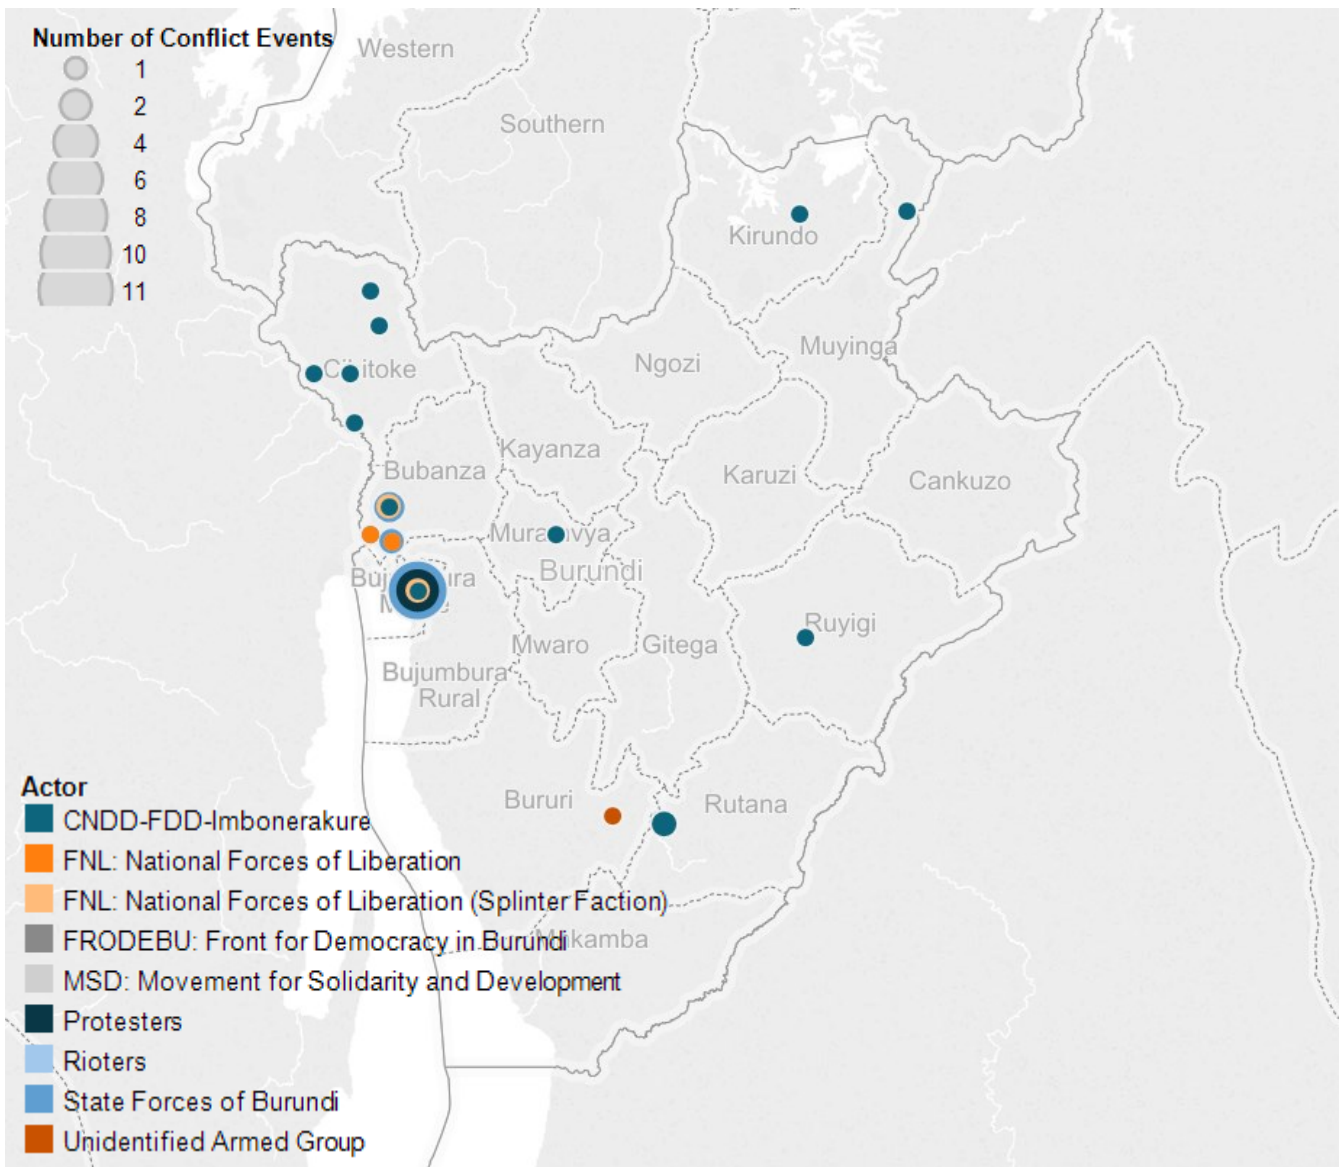 Number of Conflict Events
1
2
4
6
8
10
11
Western
Southern
Kirundo
Muyinga
Ngozi
Kayanza
Bubanza
Karuzi
Cankuzo
Burundi
Ruyigi
Mwaro
Gitega
Bujumbura
Rural
Bururi
Rutana
Actor
CNDD-FDD-Imbonerakure
FNL: National Forces of Liberation
FNL: National Forces of Liberation (Splinter Faction)
FRODEBU: Front for Democracy in Burundi
MSD: Movement for Solidarity and Development
Protesters
Rioters
State Forces of Burundi
Unidentified Armed Group